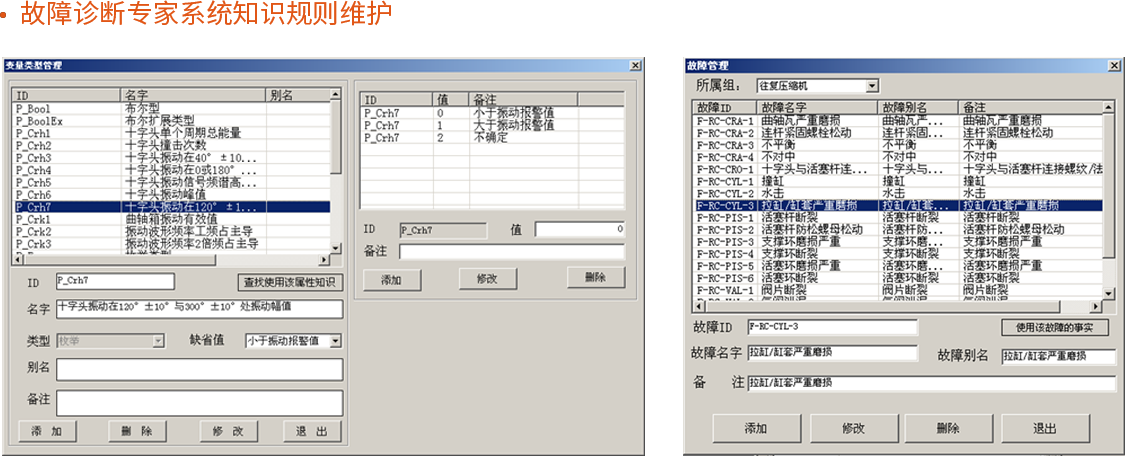 • 故障诊断专家系统知识规则维护
变量类型管理
ID 名字 别名
P_Bool 布尔型
P_BoolEx 布尔扩展类型
P_Crh1 十字头单个周期总能量
P_Crh2 十字头撞击次数
P_Crh3 十字头振动在40° ±10...
P_Crh4 十字头振动在0或180°...
P_Crh5 十字头振动信号频谱高...
P_Crh6 十字头振动峰值
P_Crh7 十字头振动在120° ±1...
P_Crk1 曲轴箱振动有效值
P_Crk2 振动波形频率工频占主导
P_Crk3 振动波形频率2倍频占主导
ID P_Crh7 查找使用该属性知识
名字 十字头振动在120° ±10° 与300° ±10° 处振动幅值
类型 枚举 缺省值 小于振动报警值
别名
备注
添 加 删 除 修 改 退 出
ID 值 备注
P_Crh7 0 小于振动报警值
P_Crh7 1 大于振动报警值
P_Crh7 2 不确定
ID P_Crh7 值 0
备注
添加 修改 删除
故障管理
所属组： 往复压缩机
故障ID 故障名字 故障别名 备注
F-RC-CRA-1 曲轴瓦严重磨损 曲轴瓦严... 曲轴瓦严重磨损
F-RC-CRA-2 连杆紧固螺栓松动 连杆紧固... 连杆紧固螺栓松动
F-RC-CRA-3 不平衡 不平衡 不平衡
F-RC-CRA-4 不对中 不对中 不对中
F-RC-CRO-1 十字头与活塞杆连... 十字头与... 十字头与活塞杆连接螺纹/法
F-RC-CYL-1 撞缸 撞缸 撞缸
F-RC-CYL-2 水击 水击 水击
F-RC-CYL-3 拉缸/缸套严重磨损 拉缸/缸套... 拉缸/缸套严重磨损
F-RC-PIS-1 活塞杆断裂 活塞杆断裂 活塞杆断裂
F-RC-PIS-2 活塞杆防松螺母松动 活塞杆防... 活塞杆防松螺母松动
F-RC-PIS-3 支撑环磨损严重 支撑环磨... 支撑环磨损严重
F-RC-PIS-4 支撑环断裂 支撑环断裂 支撑环断裂
F-RC-PIS-5 活塞环磨损严重 活塞环磨... 活塞环磨损严重
F-RC-PIS-6 活塞环断裂 活塞环断裂 活塞环断裂
F-RC-VAL-1 阀片断裂 阀片断裂 阀片断裂
故障ID F-RC-CYL-3 使用该故障的事实
故障名字 拉缸/缸套严重磨损 故障别名 拉缸/缸套严重磨损
备 注 拉缸/缸套严重磨损
添加 修改 删除 退出